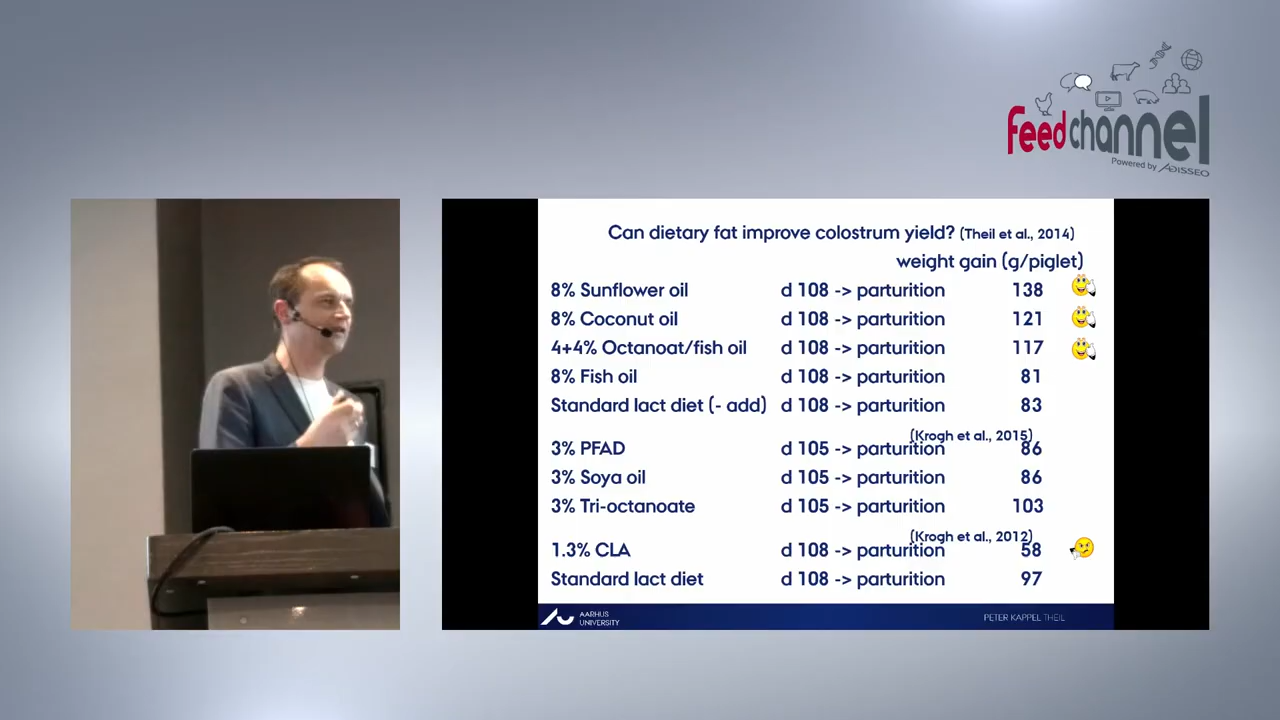 feedchannel
Powered by ADISSEO
Can dietary fat improve colostrum yield? (Theil et al., 2014)
weight gain (g/piglet)
8% Sunflower oil d 108 -> parturition 138
8% Coconut oil d 108 -> parturition 121
4+4% Octanoat/fish oil d 108 -> parturition 117
8% Fish oil d 108 -> parturition 81
Standard lact diet (- add) d 108 -> parturition 83
(Krogh et al., 2015)
3% PFAD d 105 -> parturition 86
3% Soya oil d 105 -> parturition 86
3% Tri-octanoate d 105 -> parturition 103
(Krogh et al., 2012)
1.3% CLA d 108 -> parturition 58
Standard lact diet d 108 -> parturition 97
AARHUS
UNIVERSITY
PETER KAPPEL THEIL